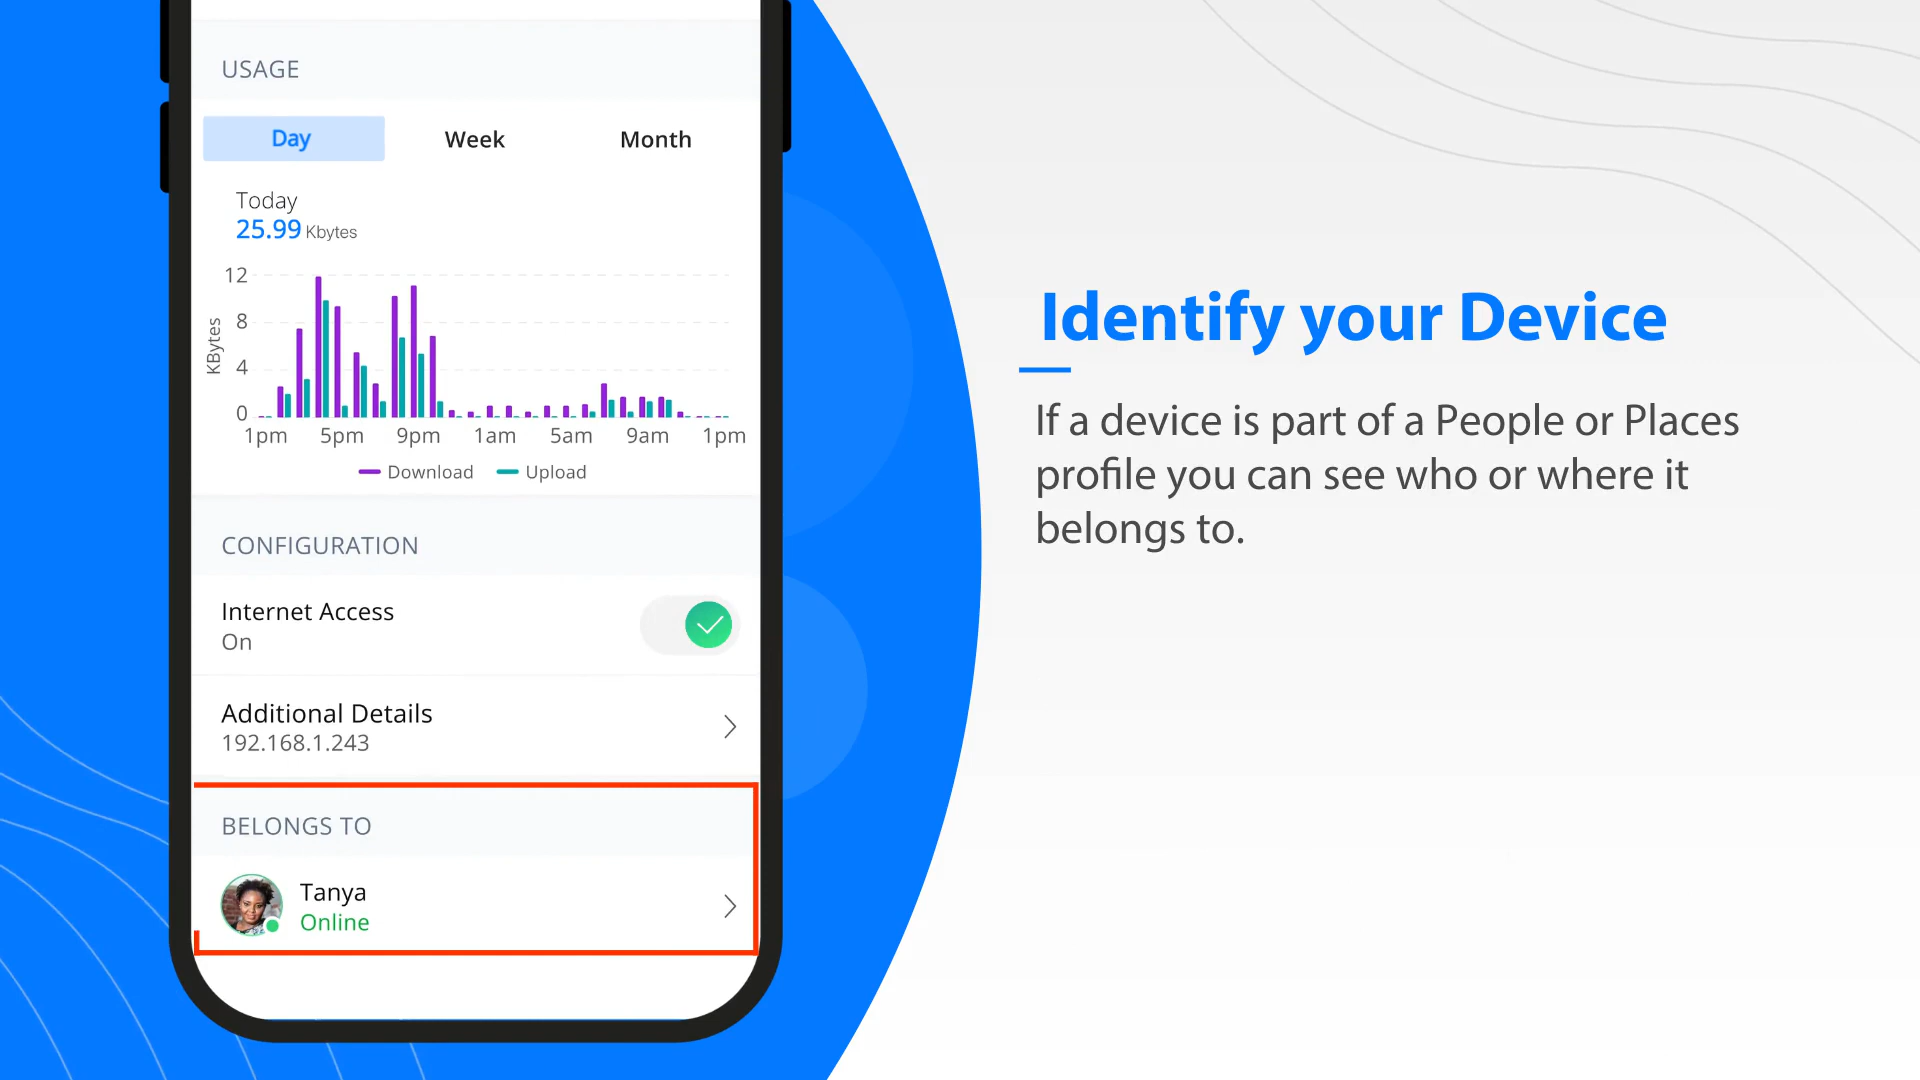 USAGE
Day Week Month
Today
25.99 Kbytes
12
8
4
0
KBytes
1pm 5pm 9pm 1am 5am 9am 1pm
Download Upload
CONFIGURATION
Internet Access
On
Additional Details
192.168.1.243
BELONGS TO
Tanya
Online
Identify your Device
If a device is part of a People or Places
profile you can see who or where it
belongs to.